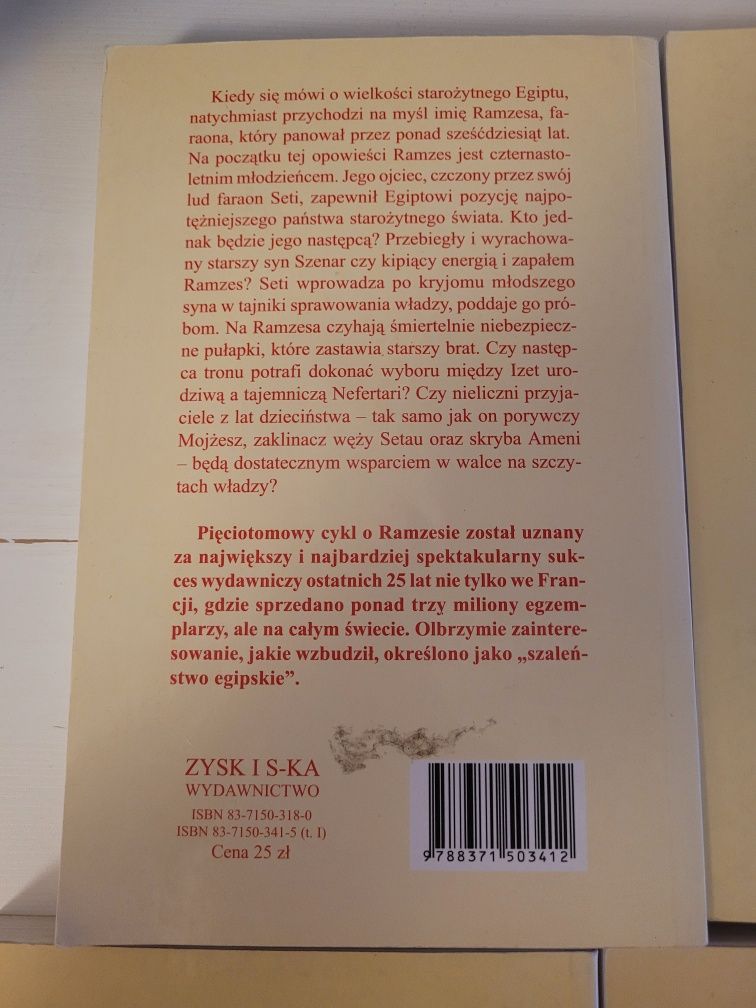 Kiedy się mówi o wielkości starożytnego Egiptu,
natychmiast przychodzi na myśl imię Ramzesa, fa-
raona, który panował przez ponad sześćdziesiąt lat.
Na początku tej opowieści Ramzes jest czternasto-
letnim młodzieńcem. Jego ojciec, czczony przez swój
lud faraon Seti, zapewnił Egiptowi pozycję najpo-
tężniejszego państwa starożytnego świata. Kto jed-
nak będzie jego następcą? Przebiegły i wyrachowa-
ny starszy syn Szenar czy kipiący energią i zapałem
Ramzes? Seti wprowadza po kryjomu młodszego
syna w tajniki sprawowania władzy, poddaje go pró-
bom. Na Ramzesa czyhają śmiertelnie niebezpiecz-
ne pułapki, które zastawia starszy brat. Czy następ-
ca tronu potrafi dokonać wyboru między Izet uro-
dziwą a tajemniczą Nefertari? Czy nieliczni przyja-
ciele z lat dzieciństwa – tak samo jak on porywczy
Mojżesz, zaklinacz węży Setau oraz skryba Ameni
– będą dostatecznym wsparciem w walce na szczy-
tach władzy?
Pięciotomowy cykl o Ramzesie został uznany
za największy i najbardziej spektakularny suk-
ces wydawniczy ostatnich 25 lat nie tylko we Fran-
cji, gdzie sprzedano ponad trzy miliony egzem-
plarzy, ale na całym świecie. Olbrzymie zaintere-
sowanie, jakie wzbudził, określono jako „szaleń-
stwo egipskie”.
ZYSK I S-KA
WYDAWNICTWO
ISBN 83-7150-318-0
ISBN 83-7150-341-5 (t. I)
Cena 25 zł
9 788371 503412